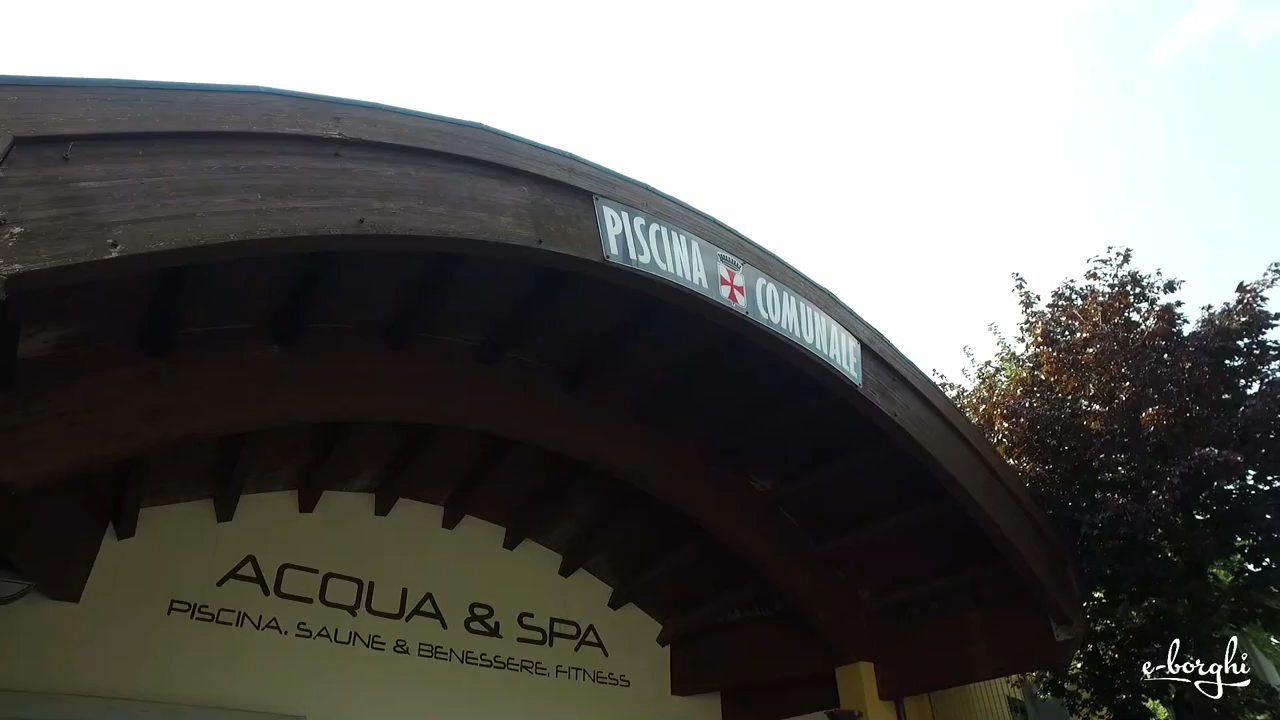 PISCINA COMUNALE
ACQUA & SPA
PISCINA, SAUNE & BENESSERE, FITNESS
e-borghi